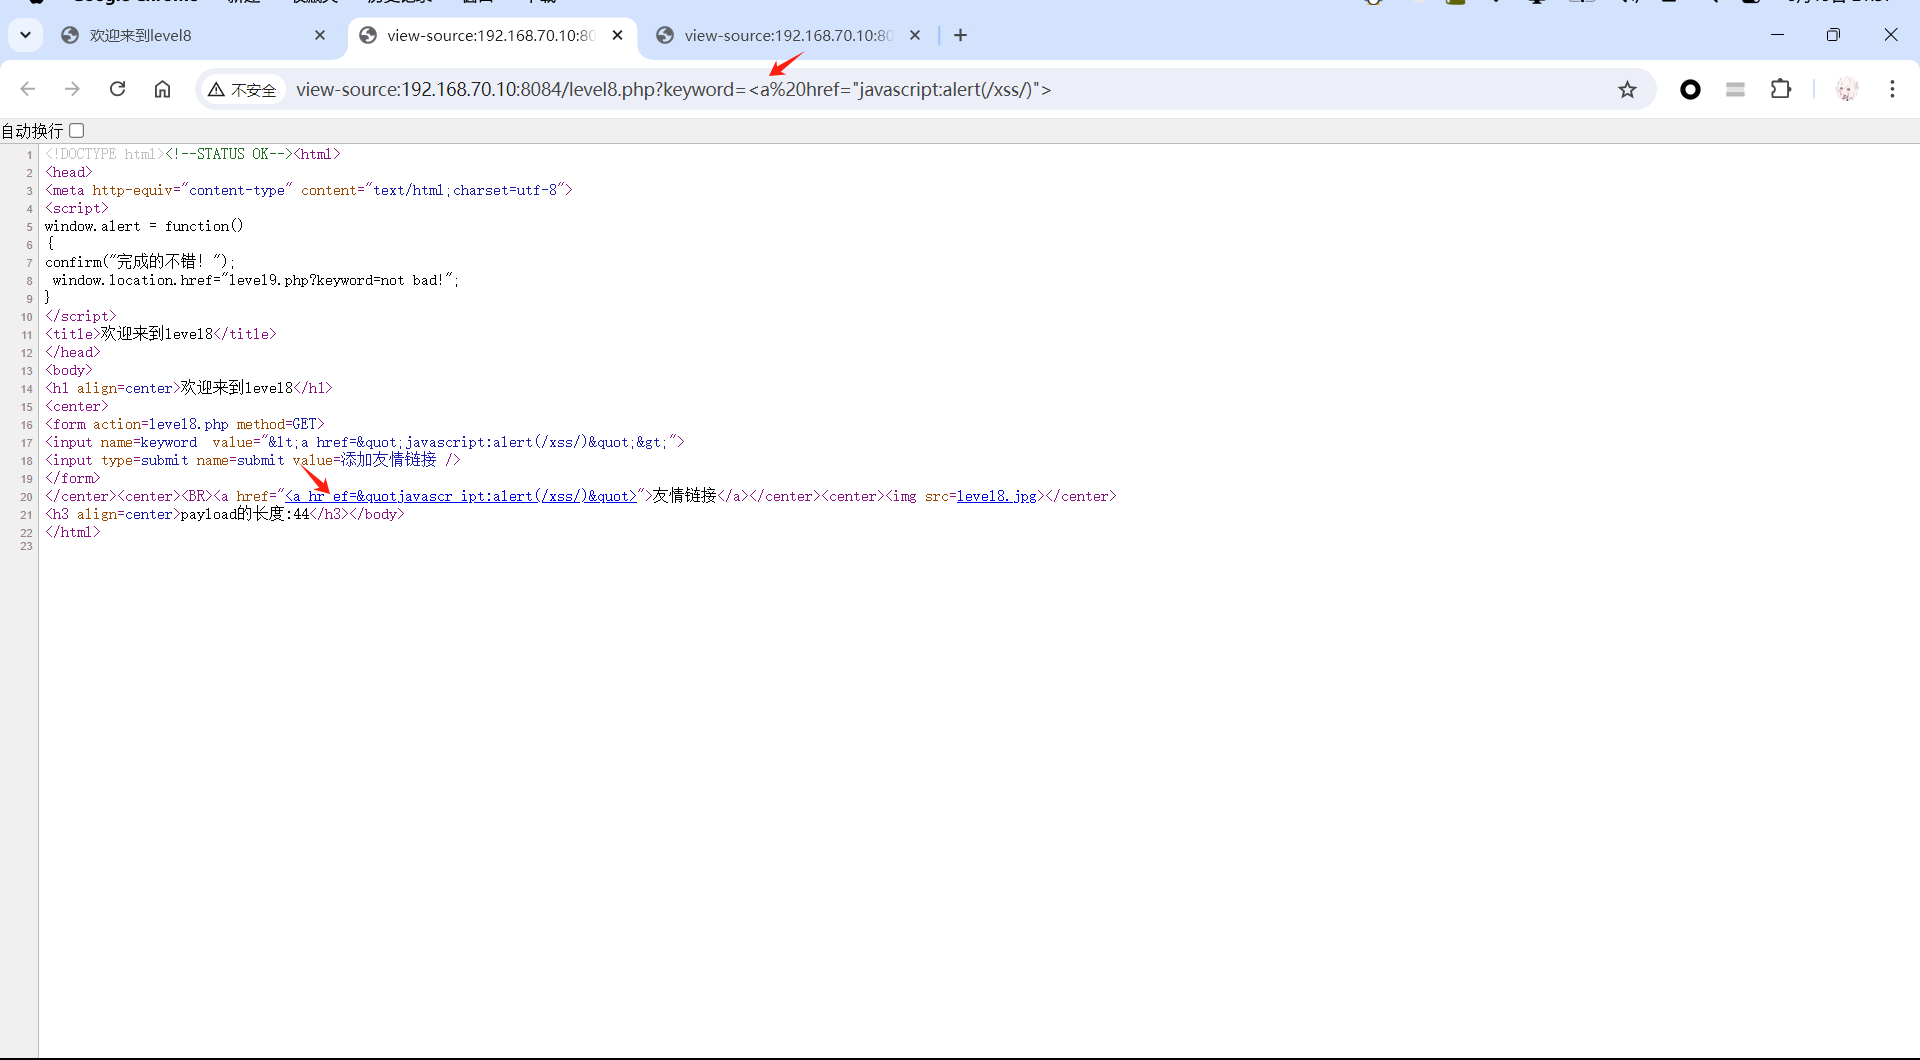 欢迎来到level8
view-source:192.168.70.10:80
view-source:192.168.70.10:80
不安全
view-source:192.168.70.10:8084/level8.php?keyword=<a%20href="javascript:alert(/xss/)">
自动换行
1 <!DOCTYPE html><!--STATUS OK--><html>
2 <head>
3 <meta http-equiv="content-type" content="text/html;charset=utf-8">
4 <script>
5 window.alert = function()
6 {
7 confirm("完成的不错！");
8  window.location.href="level9.php?keyword=not bad!";
9 }
10 </script>
11 <title>欢迎来到level8</title>
12 </head>
13 <body>
14 <h1 align=center>欢迎来到level8</h1>
15 <center>
16 <form action=level8.php method=GET>
17 <input name=keyword  value="&lt;a href=&quot;javascript:alert(/xss/)&quot;&gt;">
18 <input type=submit name=submit value=添加友情链接 />
19 </form>
20 </center><center><BR><a href="<a hr_ef=&quotjavascr_ipt:alert(/xss/)&quot>">友情链接</a></center><center><img src=level8.jpg></center>
21 <h3 align=center>payload的长度:44</h3></body>
22 </html>
23